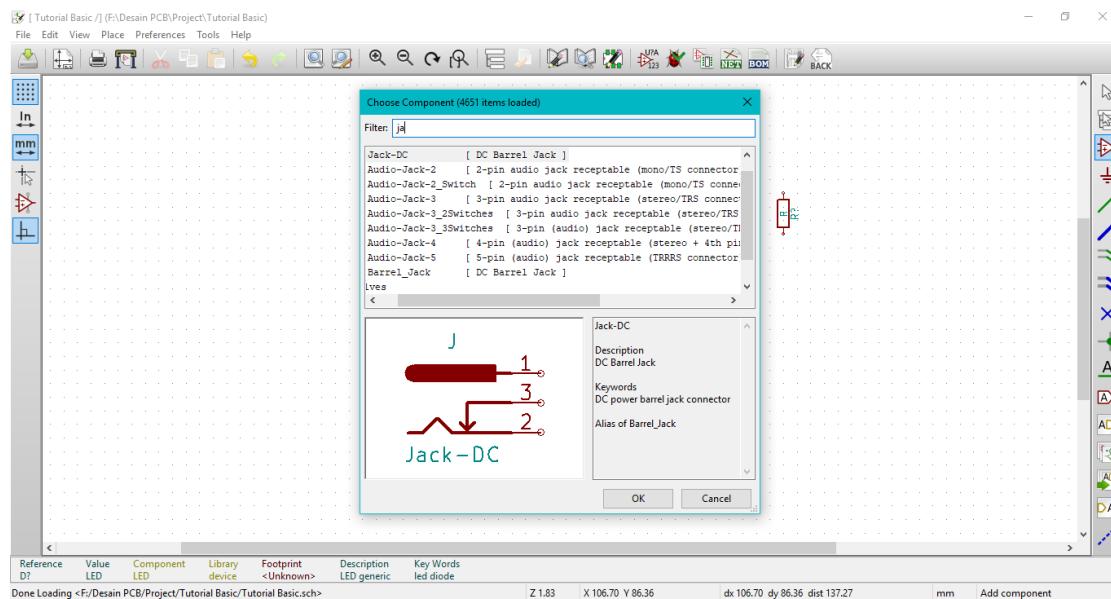 [ Tutorial Basic /] (F:\Desain PCB\Project\Tutorial Basic)
File Edit View Place Preferences Tools Help
U?A
123
NET
BOM
BACK
In
mm
Choose Component (4651 items loaded)
Filter: ja
Jack-DC [ DC Barrel Jack ]
Audio-Jack-2 [ 2-pin audio jack receptable (mono/TS connector
Audio-Jack-2_Switch [ 2-pin audio jack receptable (mono/TS conne
Audio-Jack-3 [ 3-pin audio jack receptable (stereo/TRS connect
Audio-Jack-3_2Switches [ 3-pin audio jack receptable (stereo/TRS
Audio-Jack-3_3Switches [ 3-pin (audio) jack receptable (stereo/T
Audio-Jack-4 [ 4-pin (audio) jack receptable (stereo + 4th pi
Audio-Jack-5 [ 5-pin (audio) jack receptable (TRRRS connector
Barrel_Jack [ DC Barrel Jack ]
ives
J
1
3
2
Jack-DC
Jack-DC
Description
DC Barrel Jack
Keywords
DC power barrel jack connector
Alias of Barrel_Jack
OK Cancel
R
R?
A
A
Reference Value Component Library Footprint Description Key Words
D? LED LED device <Unknown> LED generic led diode
Done Loading <F:/Desain PCB/Project/Tutorial Basic/Tutorial Basic.sch> Z 1.83 X 106.70 Y 86.36 dx 106.70 dy 86.36 dist 137.27 mm Add component